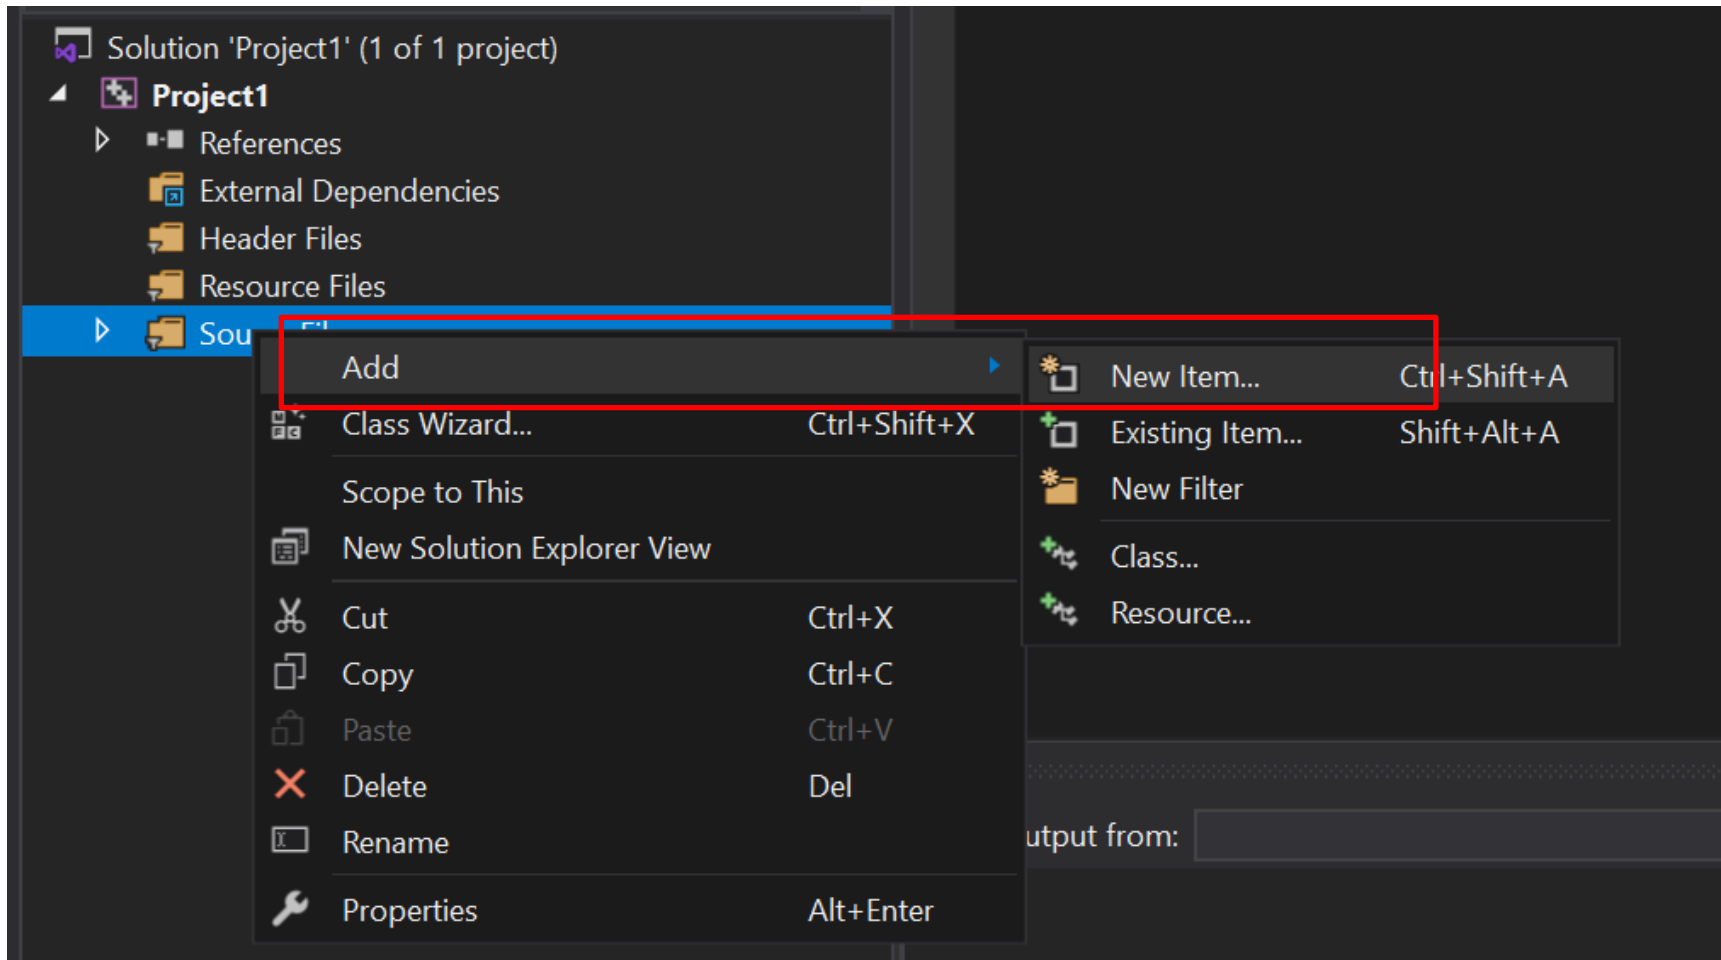 Solution 'Project1' (1 of 1 project)
Project1
References
External Dependencies
Header Files
Resource Files
Add
Class Wizard... Ctrl+Shift+X
Scope to This
New Solution Explorer View
Cut Ctrl+X
Copy Ctrl+C
Paste Ctrl+V
Delete Del
Rename
Properties Alt+Enter
New Item... Ctrl+Shift+A
Existing Item... Shift+Alt+A
New Filter
Class...
Resource...
utput from: